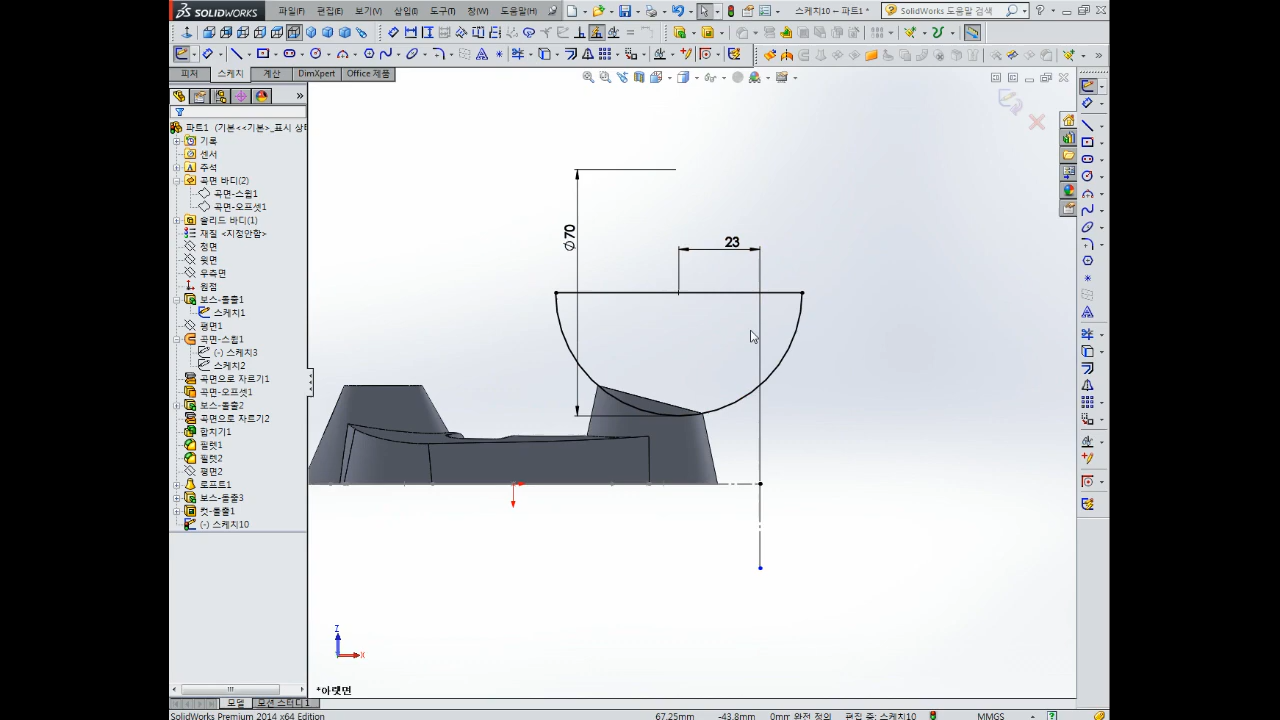 SOLIDWORKS
파일(F)
편집(E)
보기(V)
삽입(I)
도구(T)
창(W)
도움말(H)
스케치10 ← 파트1 *
SolidWorks 도움말 검색
피처
스케치
계산
DimXpert
Office 제품
파트1 (기본<<기본>_표시 상태
기록
센서
주석
곡면 바디(2)
곡면-스윕1
곡면-오프셋1
솔리드 바디(1)
재질 <지정안함>
정면
윗면
우측면
원점
보스-돌출1
스케치1
평면1
곡면-스윕1
(-) 스케치3
스케치2
곡면으로 자르기1
곡면-오프셋1
보스-돌출2
곡면으로 자르기2
합치기1
필렛1
필렛2
평면2
로프트1
보스-돌출3
컷-돌출1
(-) 스케치10
∅70
23
Z
X
*아랫면
모델
모션 스터디 1
SolidWorks Premium 2014 x64 Edition
67.25mm
-43.8mm
0mm
완전 정의
편집 중: 스케치10
MMGS